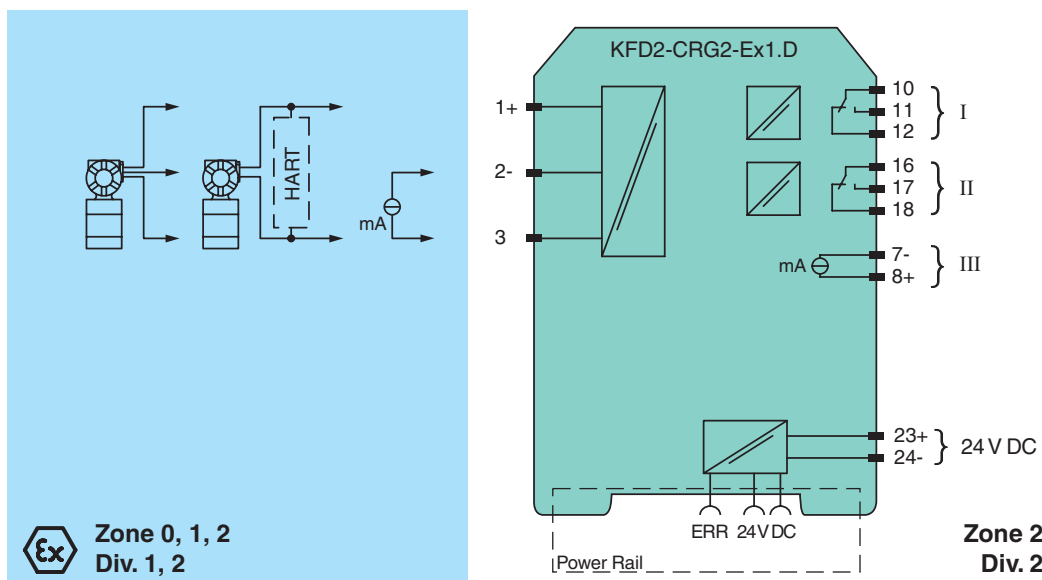 KFD2-CRG2-Ex1.D
1+
2-
3
HART
mA
10
11
12
I
16
17
18
II
mA
7-
8+
III
23+
24-
24 V DC
ERR 24V DC
Power Rail
Ex
Zone 0, 1, 2
Div. 1, 2
Zone 2
Div. 2